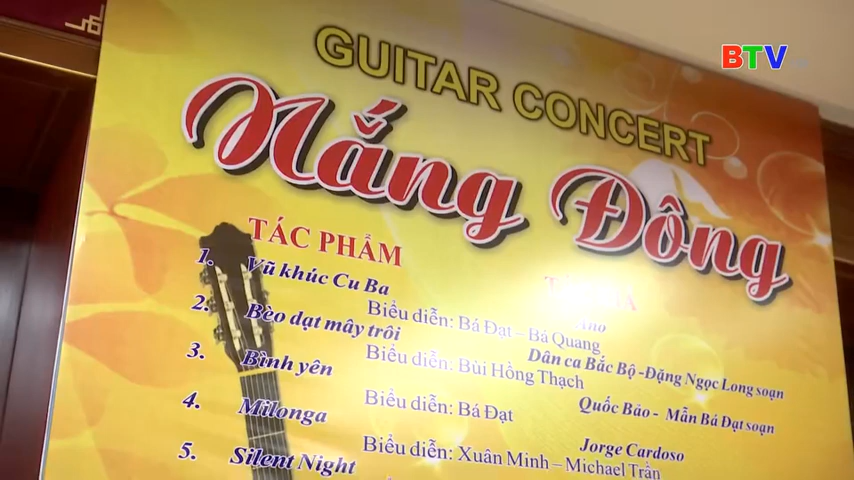 BTV
GUITAR CONCERT
Nắng Đông
TÁC PHẨM
1. Vũ khúc Cu Ba
Biểu diễn: Bá Đạt – Bá Quang
2. Bèo dạt mây trôi Dân ca Bắc Bộ -Đặng Ngọc Long soạn
Biểu diễn: Bùi Hồng Thạch
3. Bình yên Quốc Bảo - Mẫn Bá Đạt soạn
Biểu diễn: Bá Đạt
4. Milonga Jorge Cardoso
Biểu diễn: Xuân Minh – Michael Trần
5. Silent Night